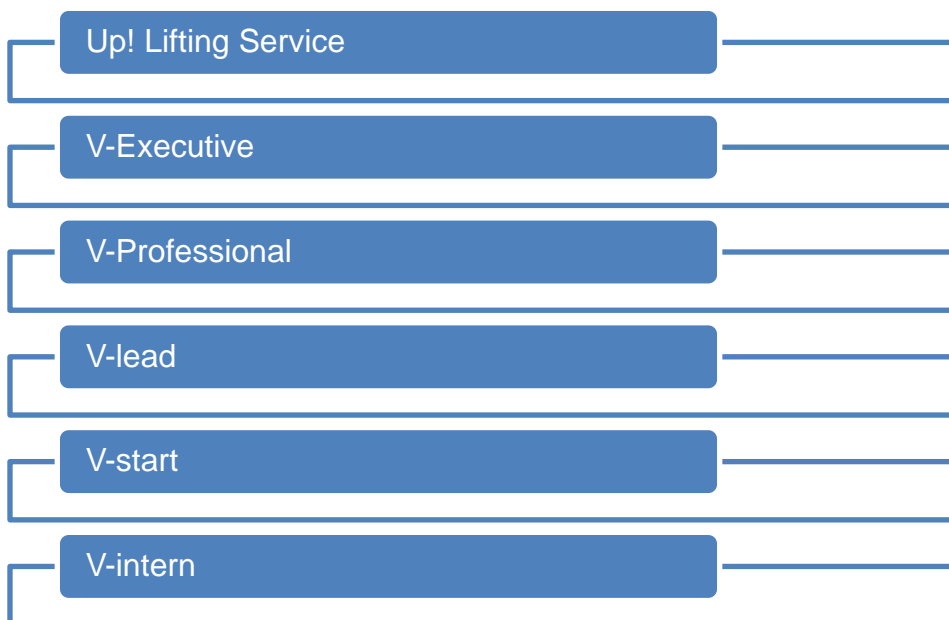 Up! Lifting Service
V-Executive
V-Professional
V-lead
V-start
V-intern